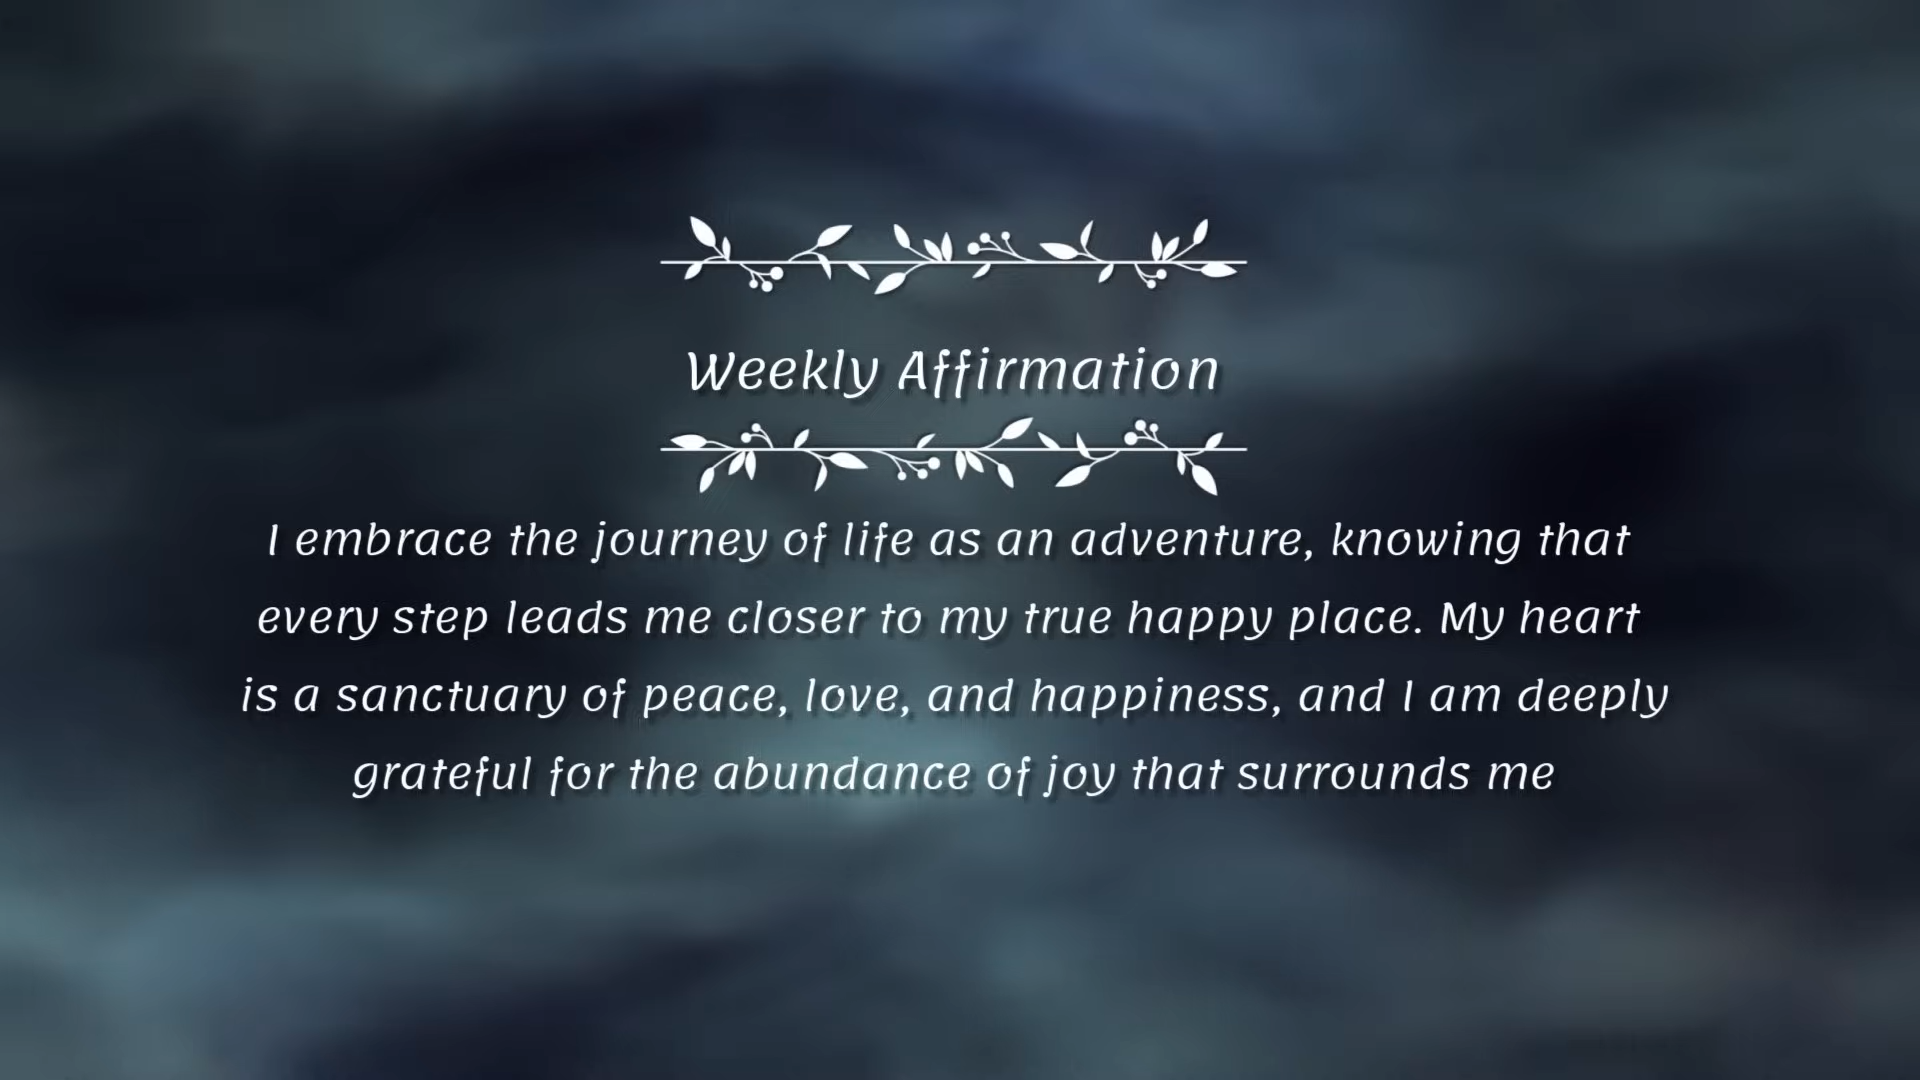 Weekly Affirmation
I embrace the journey of life as an adventure, knowing that
every step leads me closer to my true happy place. My heart
is a sanctuary of peace, love, and happiness, and I am deeply
grateful for the abundance of joy that surrounds me